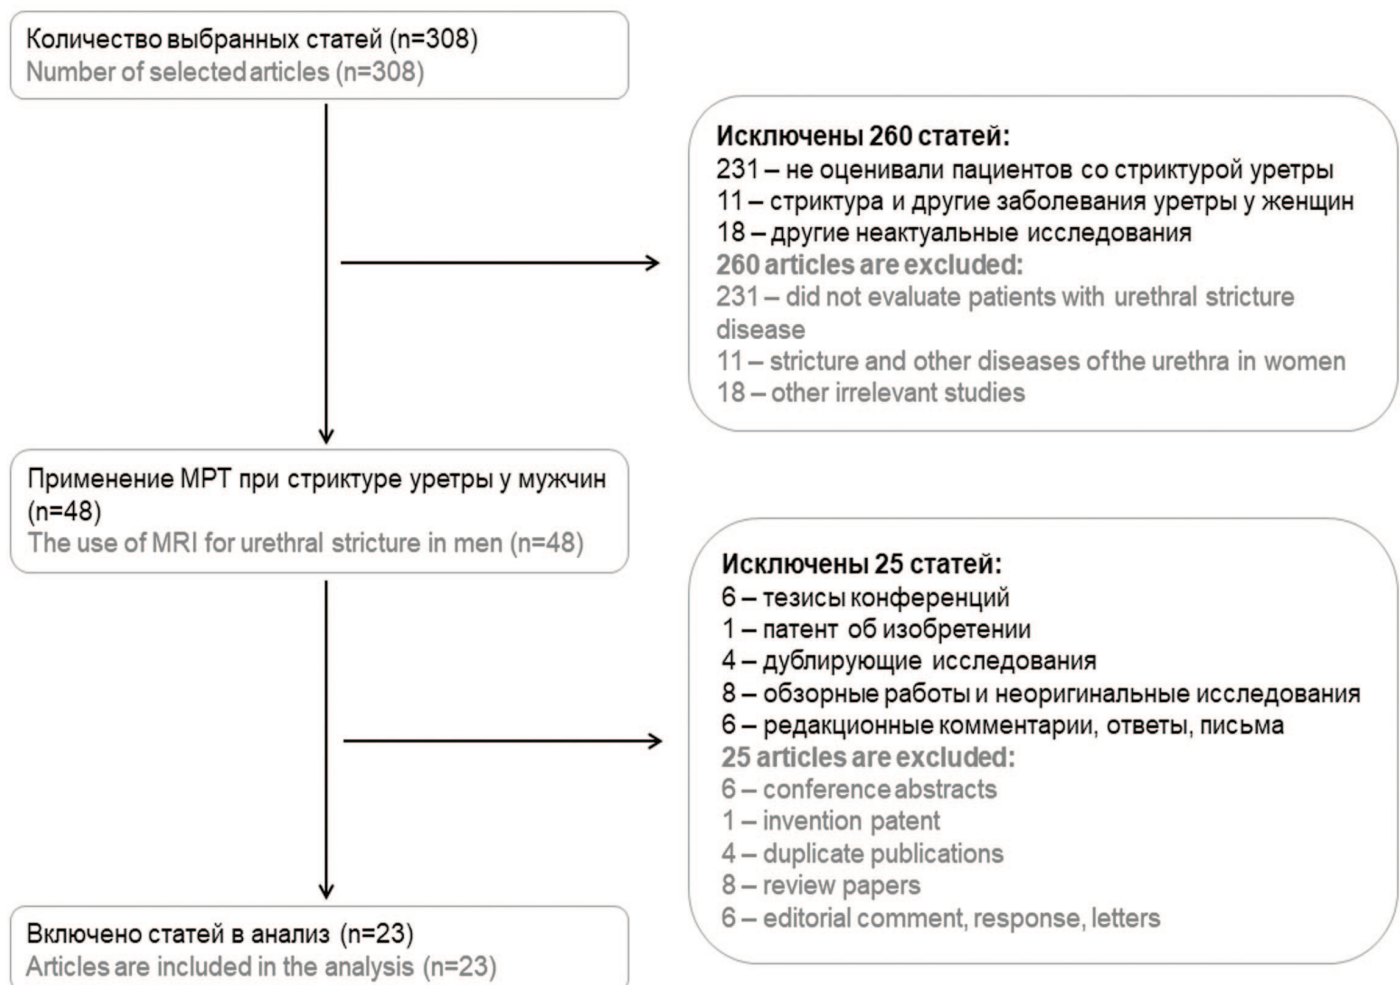 Количество выбранных статей (n=308)
Number of selected articles (n=308)
Исключены 260 статей:
231 – не оценивали пациентов со стриктурой уретры
11 – стриктура и другие заболевания уретры у женщин
18 – другие неактуальные исследования
260 articles are excluded:
231 – did not evaluate patients with urethral stricture
disease
11 – stricture and other diseases of the urethra in women
18 – other irrelevant studies
Применение МРТ при стриктуре уретры у мужчин
(n=48)
The use of MRI for urethral stricture in men (n=48)
Исключены 25 статей:
6 – тезисы конференций
1 – патент об изобретении
4 – дублирующие исследования
8 – обзорные работы и неоригинальные исследования
6 – редакционные комментарии, ответы, письма
25 articles are excluded:
6 – conference abstracts
1 – invention patent
4 – duplicate publications
8 – review papers
6 – editorial comment, response, letters
Включено статей в анализ (n=23)
Articles are included in the analysis (n=23)